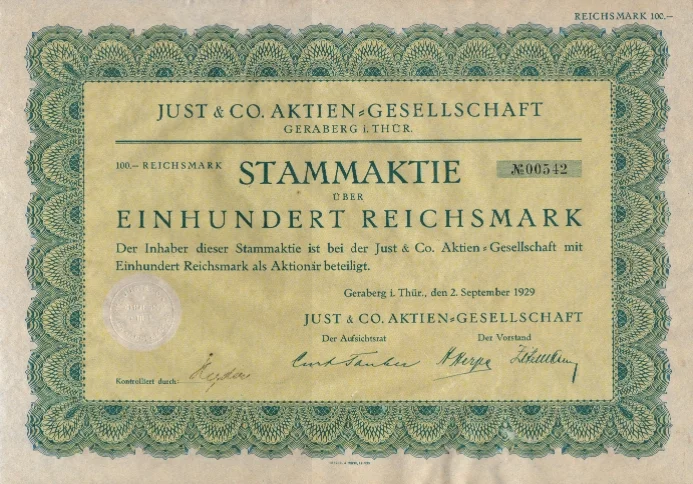 REICHSMARK 100.–
JUST & CO. AKTIEN=GESELLSCHAFT
GERABERG i. THÜR.
100.– REICHSMARK STAMMAKTIE № 00542
ÜBER
EINHUNDERT REICHSMARK
Der Inhaber dieser Stammaktie ist bei der Just & Co. Aktien=Gesellschaft mit
Einhundert Reichsmark als Aktionär beteiligt.
Geraberg i. Thür., den 2. September 1929
JUST & CO. AKTIEN=GESELLSCHAFT
Der Aufsichtsrat Der Vorstand
Curt Tauber
Kontrolliert durch: